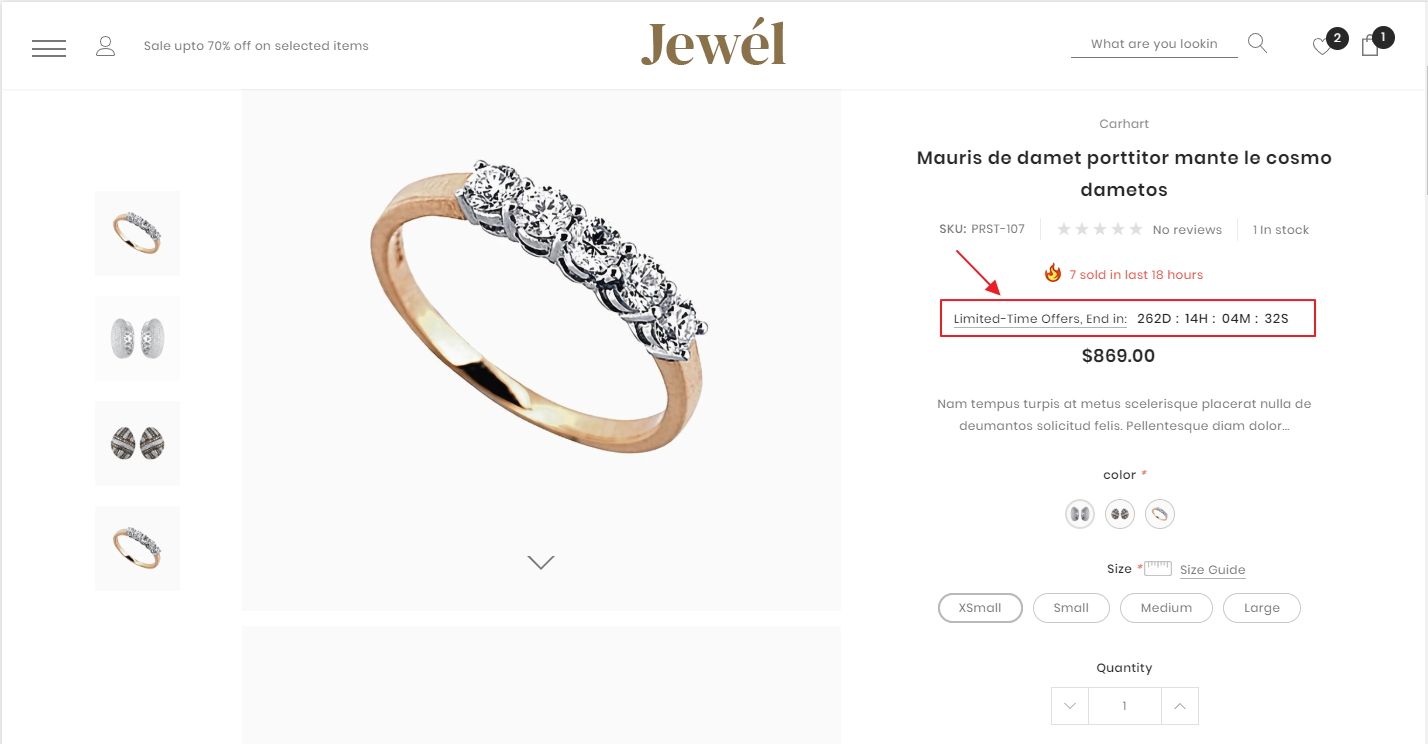 Sale upto 70% off on selected items
Jewél
What are you lookin
2
1
Carhart
Mauris de damet porttitor mante le cosmo
dametos
SKU: PRST-107
No reviews
1 In stock
7 sold in last 18 hours
Limited-Time Offers, End in: 262D : 14H : 04M : 32S
$869.00
Nam tempus turpis at metus scelerisque placerat nulla de
deumantos solicitud felis. Pellentesque diam dolor...
color *
Size * Size Guide
XSmall Small Medium Large
Quantity
1